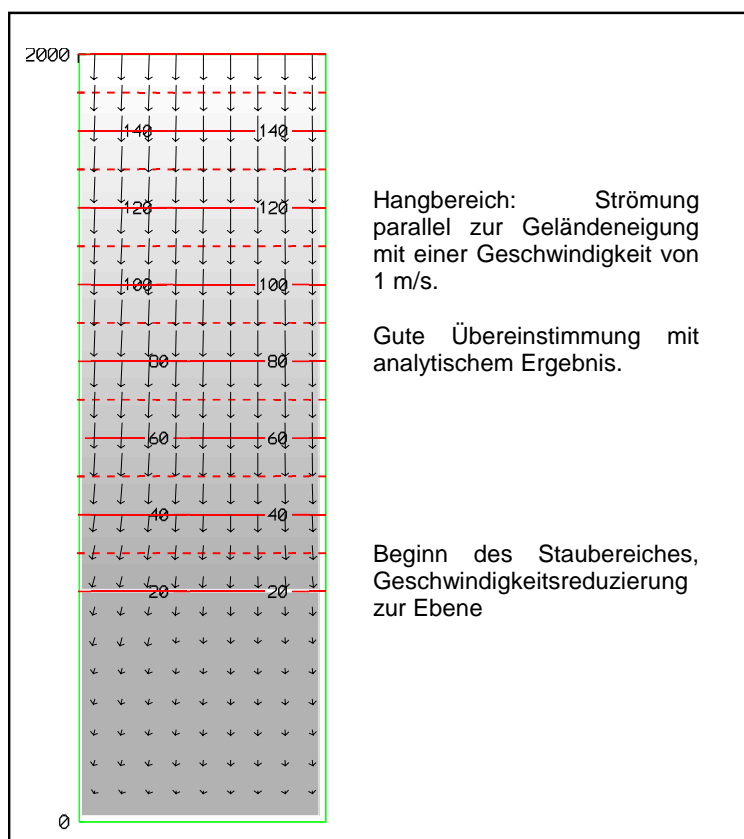 2000
140 140
120 120
100 100
80 80
60 60
40 40
20 20
0
Hangbereich: Strömung
parallel zur Geländeneigung
mit einer Geschwindigkeit von
1 m/s.
Gute Übereinstimmung mit
analytischem Ergebnis.
Beginn des Staubereiches,
Geschwindigkeitsreduzierung
zur Ebene